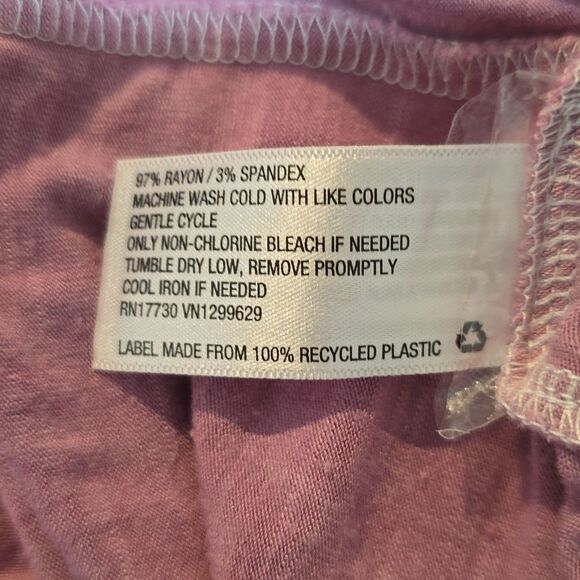 97% RAYON / 3% SPANDEX
MACHINE WASH COLD WITH LIKE COLORS
GENTLE CYCLE
ONLY NON-CHLORINE BLEACH IF NEEDED
TUMBLE DRY LOW, REMOVE PROMPTLY
COOL IRON IF NEEDED
RN17730 VN1299629
LABEL MADE FROM 100% RECYCLED PLASTIC